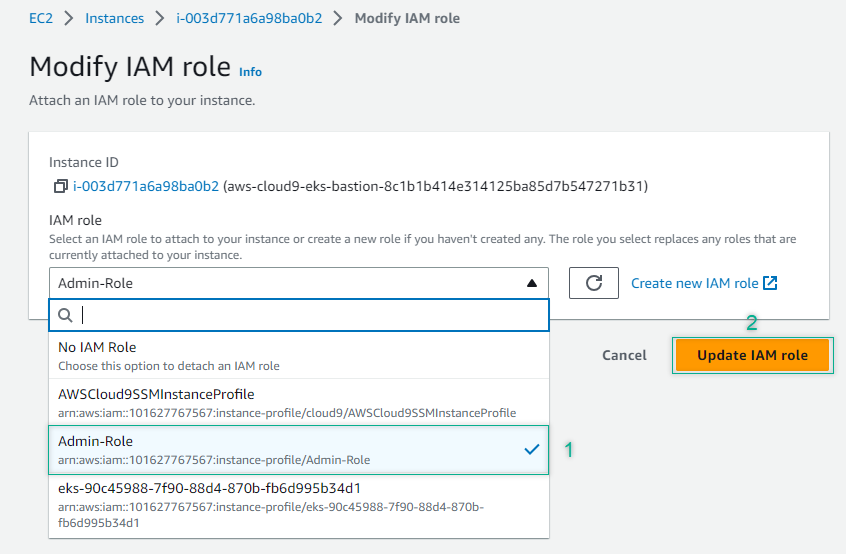 EC2 > Instances > i-003d771a6a98ba0b2 > Modify IAM role
Modify IAM role Info
Attach an IAM role to your instance.
Instance ID
i-003d771a6a98ba0b2 (aws-cloud9-eks-bastion-8c1b1b414e314125ba85d7b547271b31)
IAM role
Select an IAM role to attach to your instance or create a new role if you haven't created any. The role you select replaces any roles that are
currently attached to your instance.
Admin-Role
Create new IAM role
2
No IAM Role
Choose this option to detach an IAM role
Cancel
Update IAM role
AWSCloud9SSMInstanceProfile
arn:aws:iam::101627767567:instance-profile/cloud9/AWSCloud9SSMInstanceProfile
Admin-Role
arn:aws:iam::101627767567:instance-profile/Admin-Role
1
eks-90c45988-7f90-88d4-870b-fb6d995b34d1
arn:aws:iam::101627767567:instance-profile/eks-90c45988-7f90-88d4-870b-
fb6d995b34d1